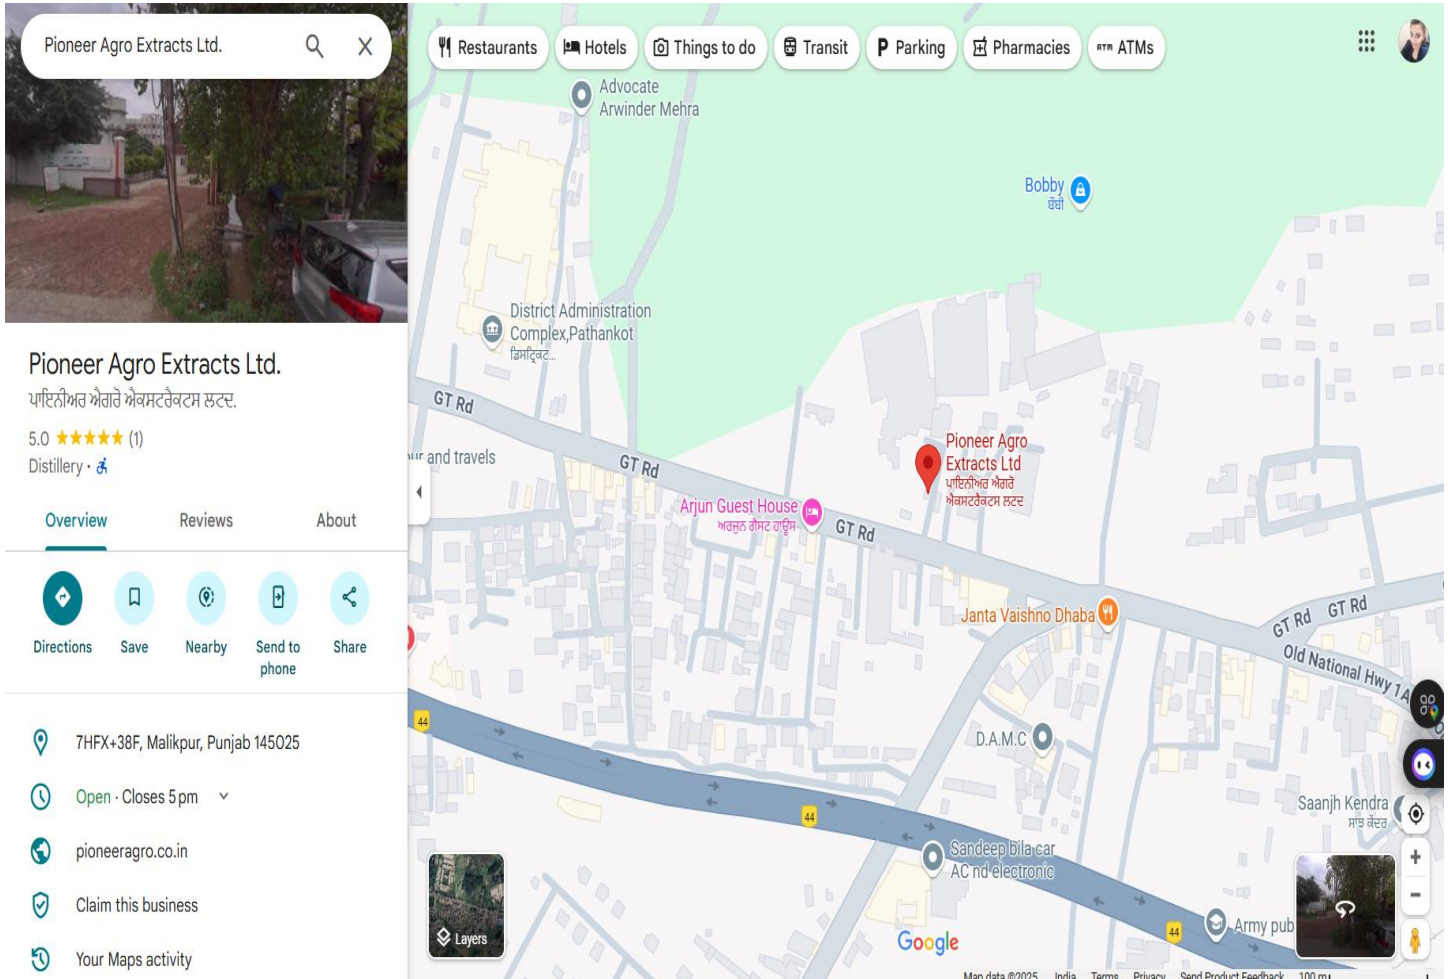 Pioneer Agro Extracts Ltd.
Restaurants
Hotels
Things to do
Transit
Parking
Pharmacies
ATM ATMs
Pioneer Agro Extracts Ltd.
ਪਾਇਨੀਅਰ ਐਗਰੋ ਐਕਸਟਰੈਕਟਸ ਲਟਦ.
5.0 ★★★★★ (1)
Distillery ·
Overview
Reviews
About
Directions
Save
Nearby
Send to
phone
Share
7HFX+38F, Malikpur, Punjab 145025
Open · Closes 5 pm
pioneeragro.co.in
Claim this business
Your Maps activity
Advocate
Arwinder Mehra
Bobby
ਬੌਬੀ
District Administration
Complex,Pathankot
ਡਿਸਟ੍ਰਿਕਟ...
GT Rd
and travels
GT Rd
Pioneer Agro
Extracts Ltd
ਪਾਇਨੀਅਰ ਐਗਰੋ
ਐਕਸਟਰੈਕਟਸ ਲਟਦ
Arjun Guest House
ਅਰਜੁਨ ਗੈਸਟ ਹਾਊਸ
GT Rd
Janta Vaishno Dhaba
GT Rd
GT Rd
Old National Hwy 1A
44
D.A.M.C
44
Saanjh Kendra
ਸਾਂਝ ਕੇਂਦਰ
Sandeep bila car
AC nd electronic
44
Army pub
Layers
Google
Map data ©2025
India
Terms
Privacy
Send Product Feedback
100 m